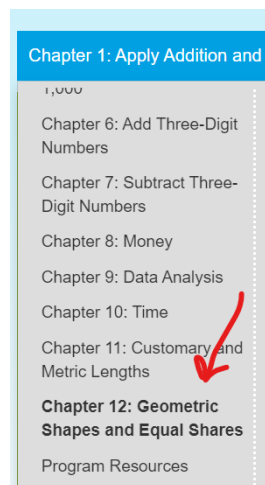 Chapter 1: Apply Addition and
1,000
Chapter 6: Add Three-Digit
Numbers
Chapter 7: Subtract Three-
Digit Numbers
Chapter 8: Money
Chapter 9: Data Analysis
Chapter 10: Time
Chapter 11: Customary and
Metric Lengths
Chapter 12: Geometric
Shapes and Equal Shares
Program Resources